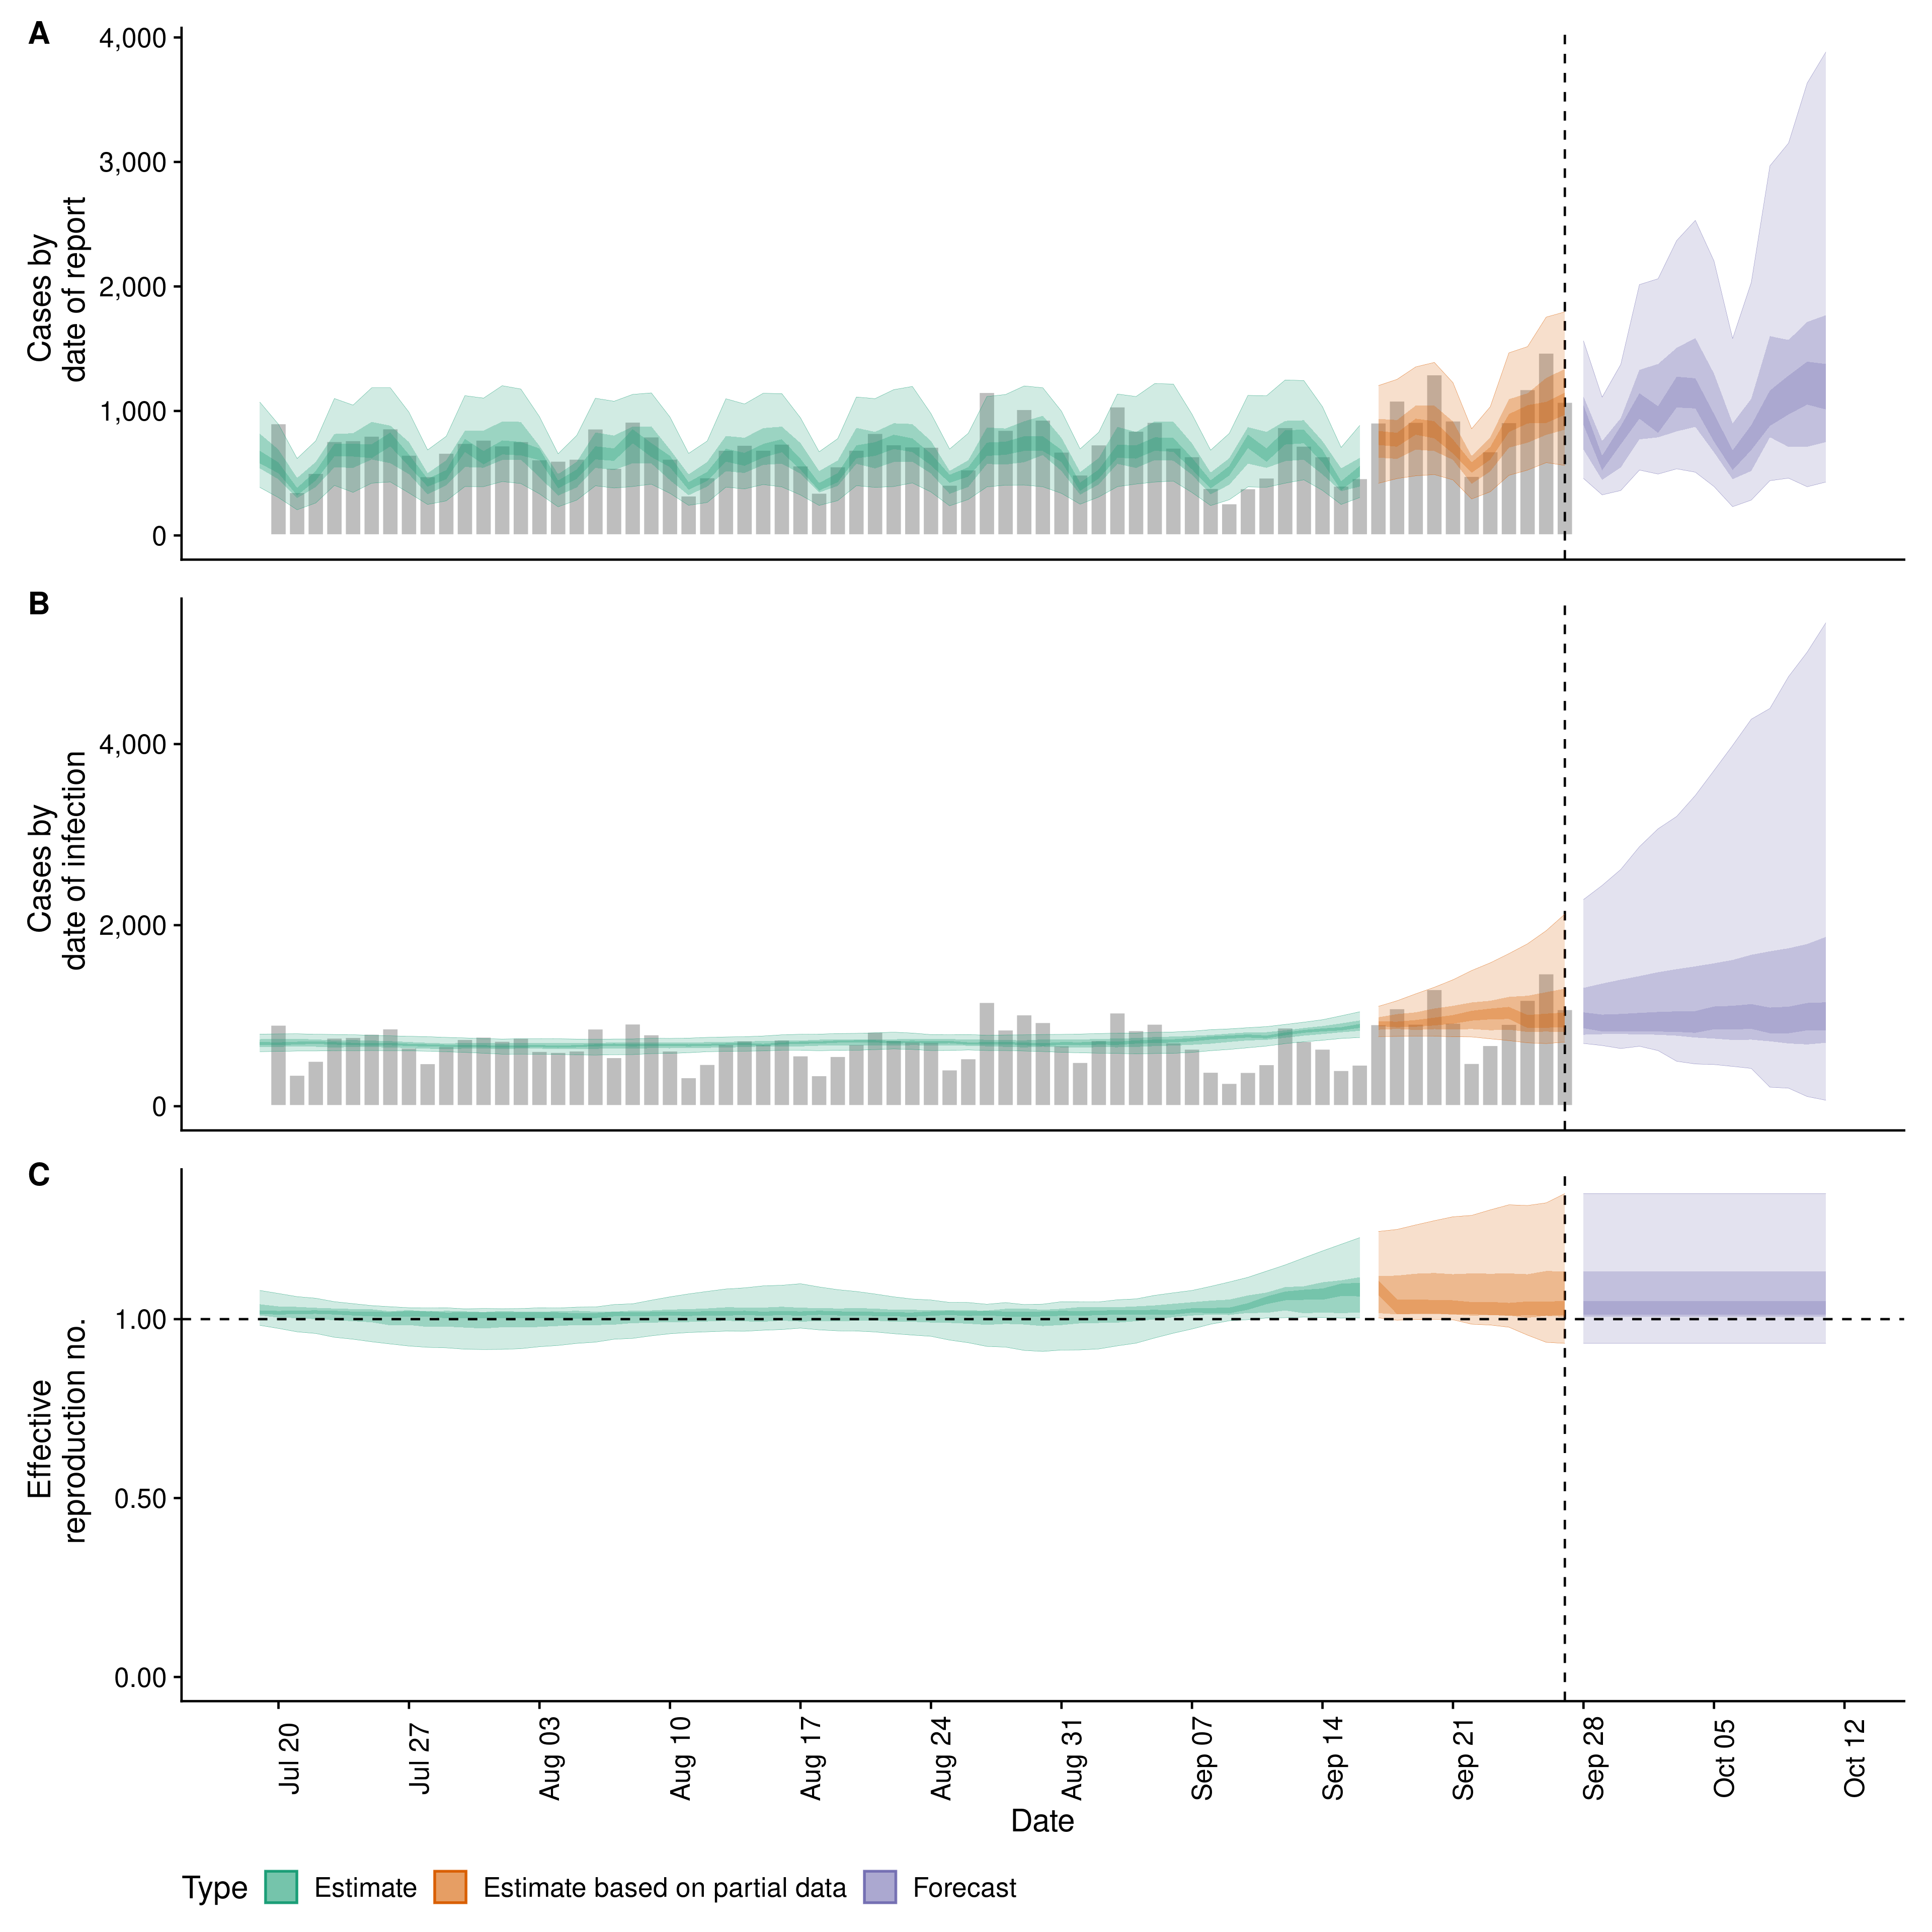 A
Cases by
date of report
4,000
3,000
2,000
1,000
0
B
Cases by
date of infection
4,000
2,000
0
C
Effective
reproduction no.
1.00
0.50
0.00
Jul 20
Jul 27
Aug 03
Aug 10
Aug 17
Aug 24
Aug 31
Sep 07
Sep 14
Sep 21
Sep 28
Oct 05
Oct 12
Date
Type Estimate Estimate based on partial data Forecast